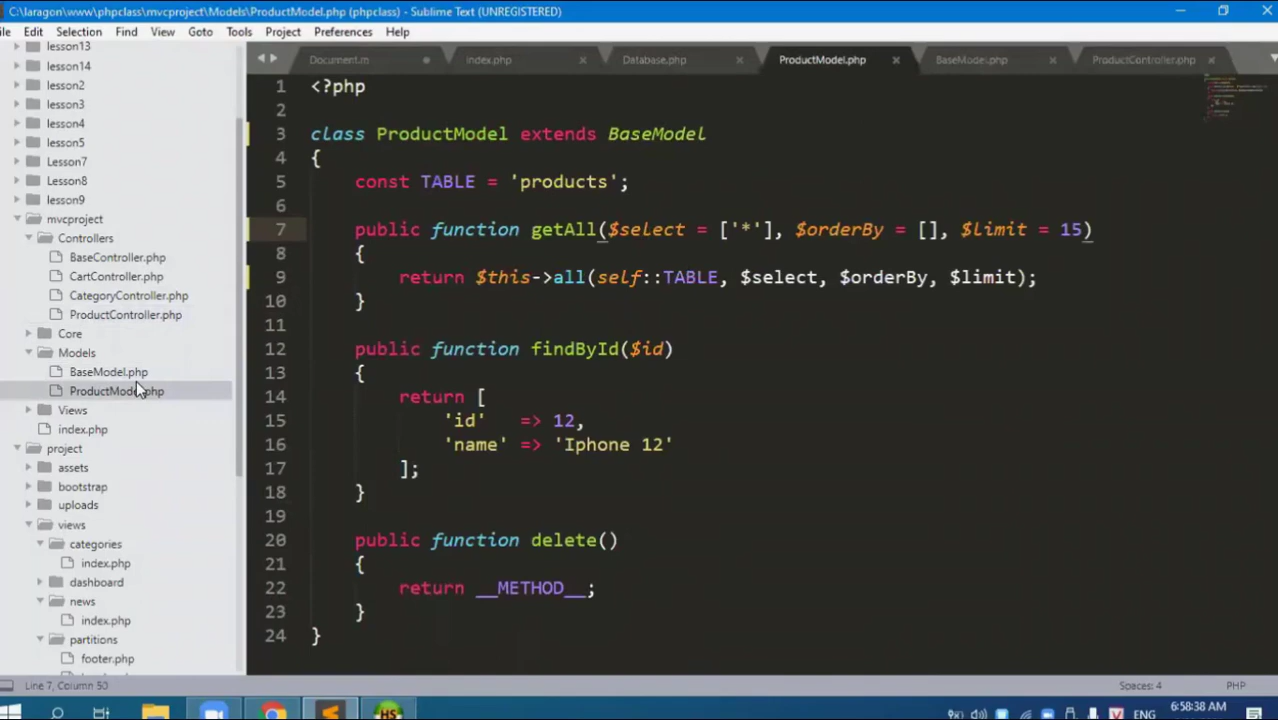 C:\laragon\www\phpclass\mvcproject\Models\ProductModel.php (phpclass) - Sublime Text (UNREGISTERED)
Edit Selection Find View Goto Tools Project Preferences Help
lesson13
lesson14
lesson2
lesson3
lesson4
lesson5
Lesson7
Lesson8
lesson9
mvcproject
Controllers
BaseController.php
CartController.php
CategoryController.php
ProductController.php
Core
Models
BaseModel.php
ProductModel.php
Views
index.php
project
assets
bootstrap
uploads
views
categories
index.php
dashboard
news
index.php
partitions
footer.php
Document.m index.php Database.php ProductModel.php BaseModel.php ProductController.php
1 <?php
2
3 class ProductModel extends BaseModel
4 {
5 const TABLE = 'products';
6
7 public function getAll($select = ['*'], $orderBy = [], $limit = 15)
8 {
9 return $this->all(self::TABLE, $select, $orderBy, $limit);
10 }
11
12 public function findById($id)
13 {
14 return [
15 'id' => 12,
16 'name' => 'Iphone 12'
17 ];
18 }
19
20 public function delete()
21 {
22 return __METHOD__;
23 }
24 }
Line 7, Column 50 Spaces: 4 PHP
HS V ENG 6:58:38 AM